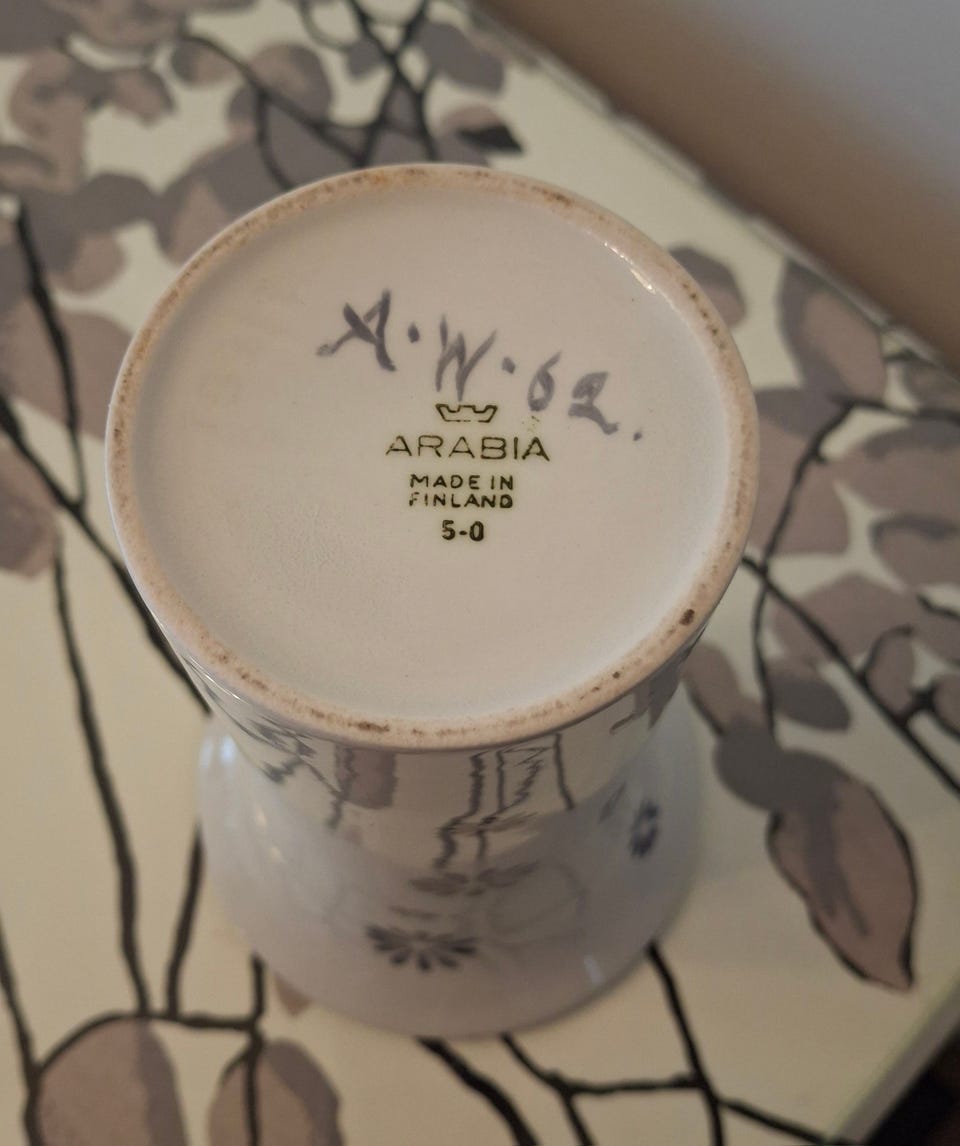 A·W·62.
ARABIA
MADE IN
FINLAND
5-0